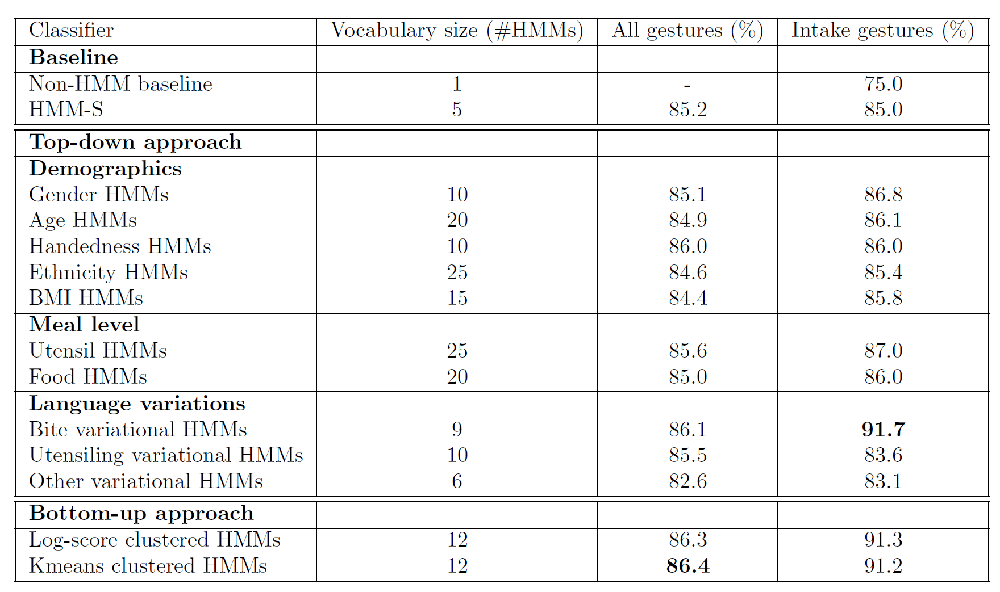 Classifier Vocabulary size (#HMMs) All gestures (%) Intake gestures (%)
Baseline
Non-HMM baseline 1 - 75.0
HMM-S 5 85.2 85.0
Top-down approach
Demographics
Gender HMMs 10 85.1 86.8
Age HMMs 20 84.9 86.1
Handedness HMMs 10 86.0 86.0
Ethnicity HMMs 25 84.6 85.4
BMI HMMs 15 84.4 85.8
Meal level
Utensil HMMs 25 85.6 87.0
Food HMMs 20 85.0 86.0
Language variations
Bite variational HMMs 9 86.1 91.7
Utensiling variational HMMs 10 85.5 83.6
Other variational HMMs 6 82.6 83.1
Bottom-up approach
Log-score clustered HMMs 12 86.3 91.3
Kmeans clustered HMMs 12 86.4 91.2